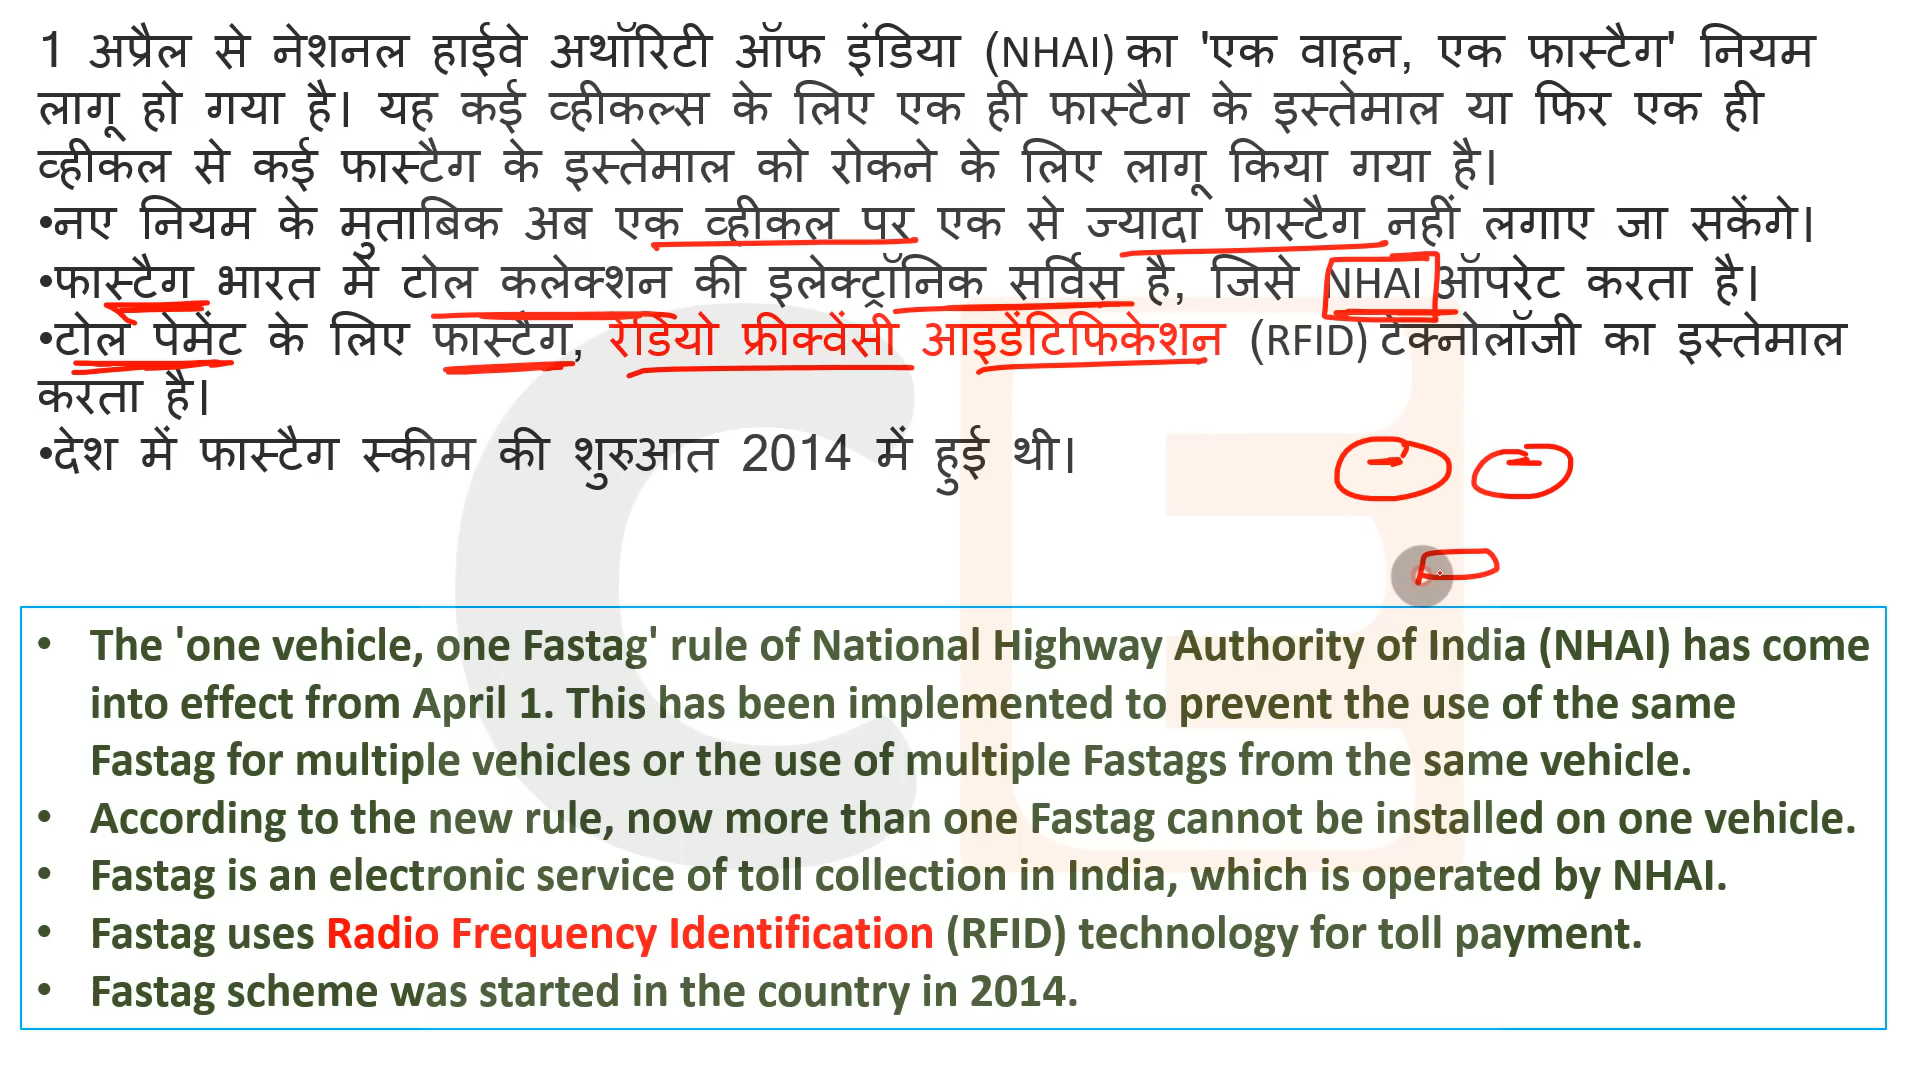 1 अप्रैल से नेशनल हाईवे अथॉरिटी ऑफ इंडिया (NHAI) का 'एक वाहन, एक फास्टैग' नियम
लागू हो गया है। यह कई व्हीकल्स के लिए एक ही फास्टैग के इस्तेमाल या फिर एक ही
व्हीकल से कई फास्टैग के इस्तेमाल को रोकने के लिए लागू किया गया है।
•नए नियम के मुताबिक अब एक व्हीकल पर एक से ज्यादा फास्टैग नहीं लगाए जा सकेंगे।
•फास्टैग भारत में टोल कलेक्शन की इलेक्ट्रॉनिक सर्विस है, जिसे NHAI ऑपरेट करता है।
•टोल पेमेंट के लिए फास्टैग, रेडियो फ्रीक्वेंसी आइडेंटिफिकेशन (RFID) टेक्नोलॉजी का इस्तेमाल
करता है।
•देश में फास्टैग स्कीम की शुरुआत 2014 में हुई थी।
• The 'one vehicle, one Fastag' rule of National Highway Authority of India (NHAI) has come
into effect from April 1. This has been implemented to prevent the use of the same
Fastag for multiple vehicles or the use of multiple Fastags from the same vehicle.
• According to the new rule, now more than one Fastag cannot be installed on one vehicle.
• Fastag is an electronic service of toll collection in India, which is operated by NHAI.
• Fastag uses Radio Frequency Identification (RFID) technology for toll payment.
• Fastag scheme was started in the country in 2014.